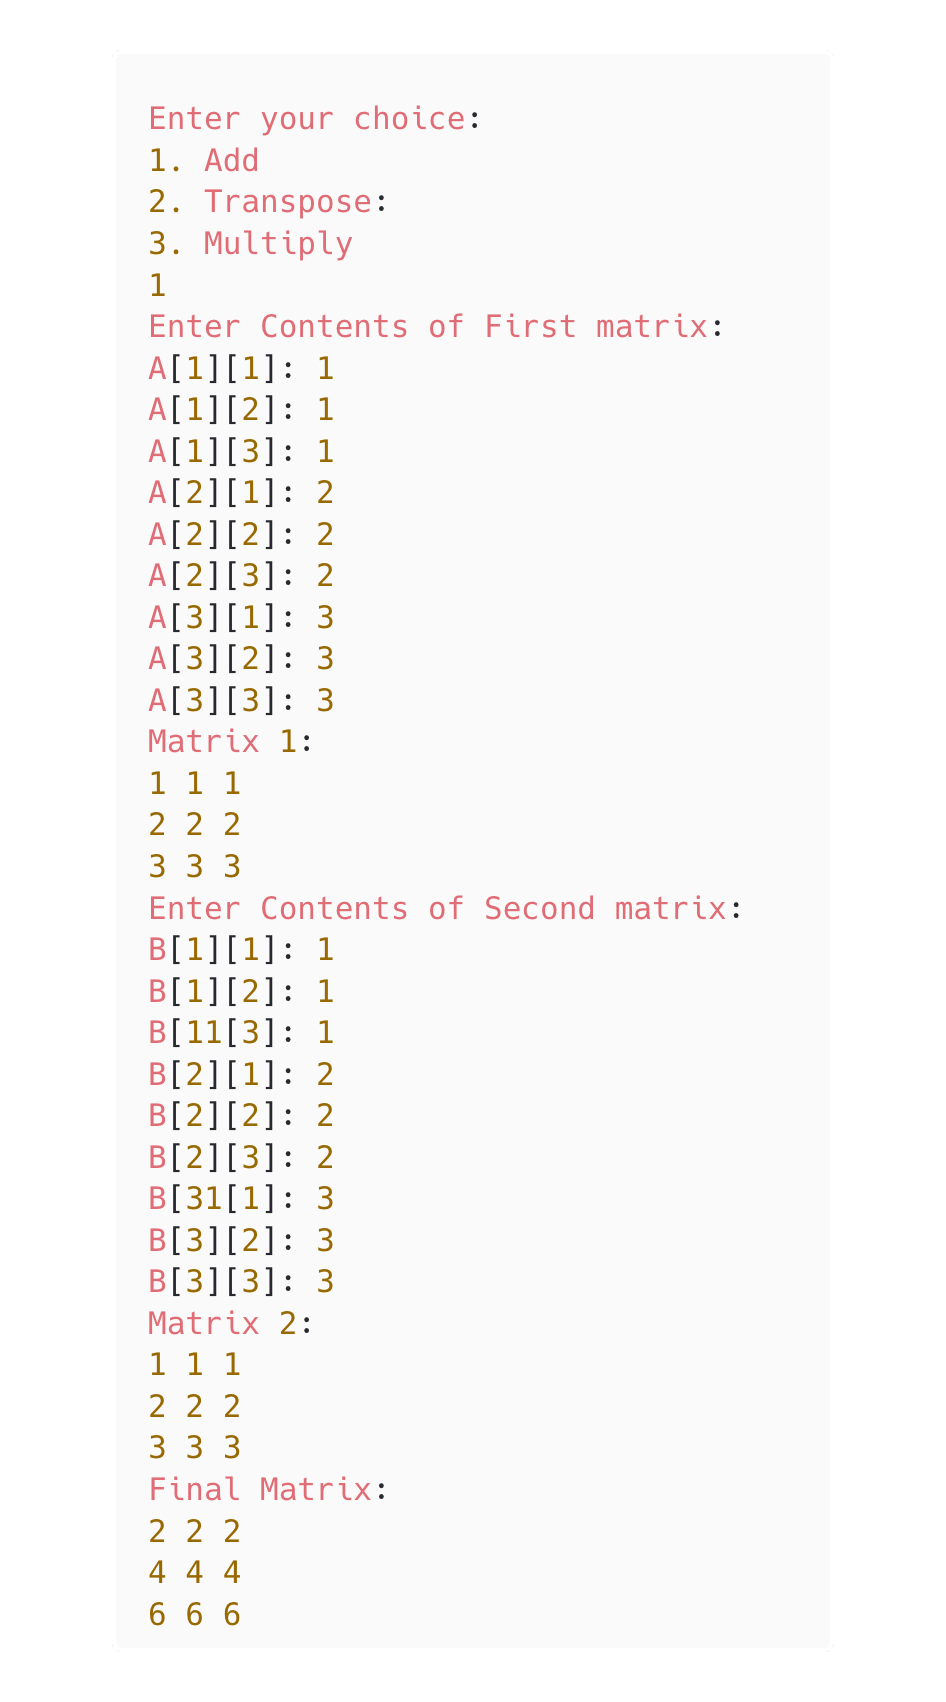 Enter your choice:
1. Add
2. Transpose:
3. Multiply
1
Enter Contents of First matrix:
A[1][1]: 1
A[1][2]: 1
A[1][3]: 1
A[2][1]: 2
A[2][2]: 2
A[2][3]: 2
A[3][1]: 3
A[3][2]: 3
A[3][3]: 3
Matrix 1:
1 1 1
2 2 2
3 3 3
Enter Contents of Second matrix:
B[1][1]: 1
B[1][2]: 1
B[11[3]: 1
B[2][1]: 2
B[2][2]: 2
B[2][3]: 2
B[31[1]: 3
B[3][2]: 3
B[3][3]: 3
Matrix 2:
1 1 1
2 2 2
3 3 3
Final Matrix:
2 2 2
4 4 4
6 6 6